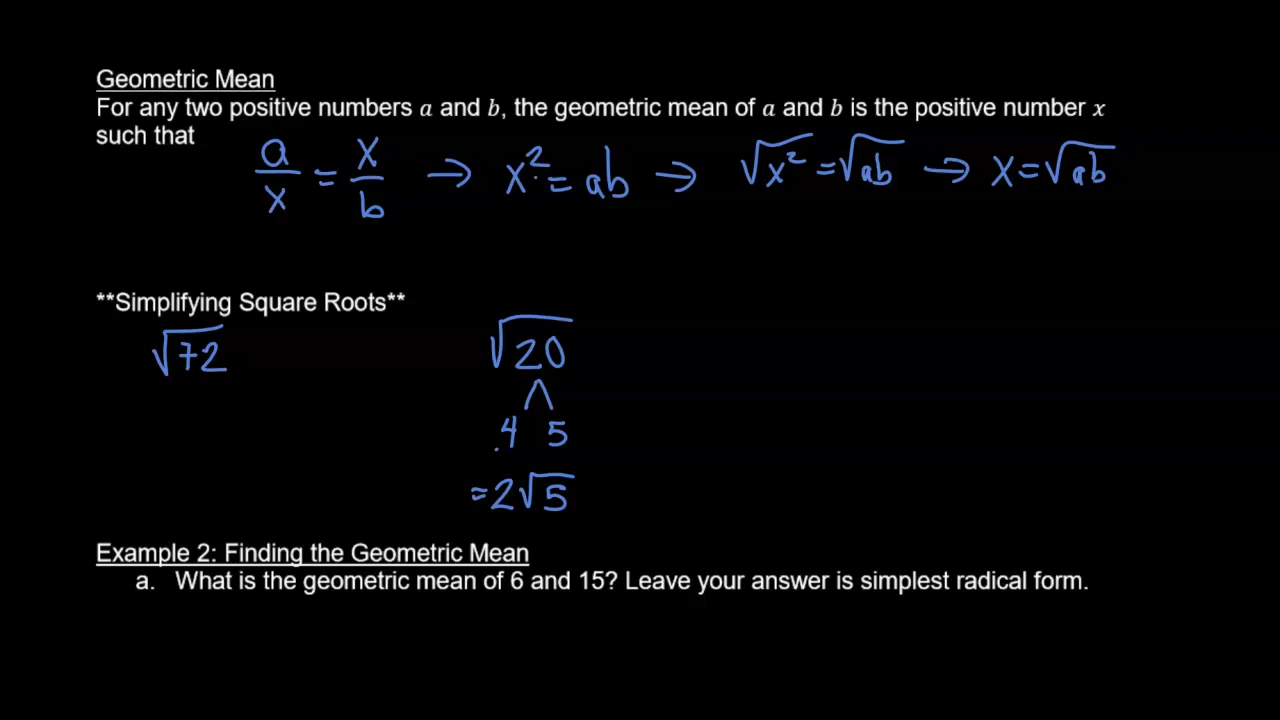 Geometric Mean
For any two positive numbers a and b, the geometric mean of a and b is the positive number x
such that
a/x = x/b → x² = ab → √x² = √ab → x = √ab
**Simplifying Square Roots**
√72 √20
4 5
= 2√5
Example 2: Finding the Geometric Mean
a. What is the geometric mean of 6 and 15? Leave your answer is simplest radical form.